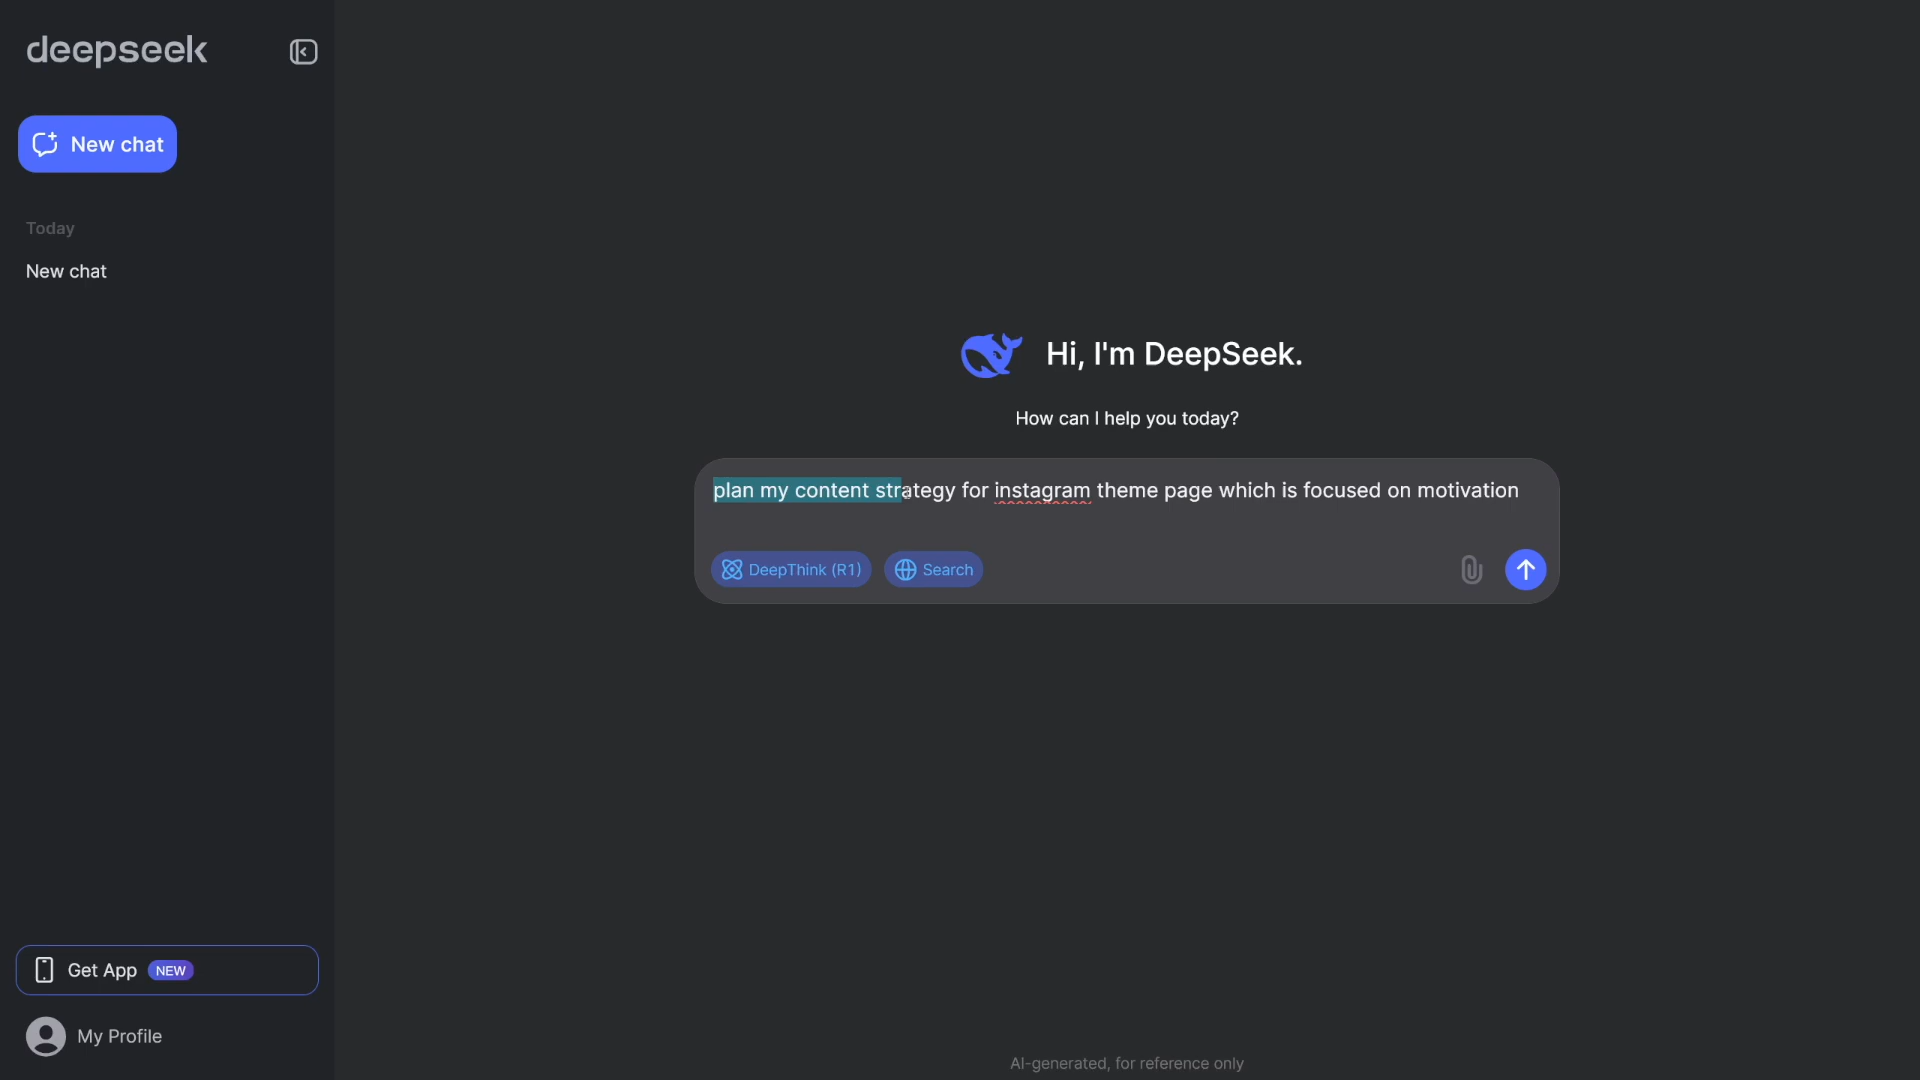 deepseek
New chat
Today
New chat
Hi, I'm DeepSeek.
How can I help you today?
plan my content strategy for instagram theme page which is focused on motivation
DeepThink (R1)
Search
Get App NEW
My Profile
AI-generated, for reference only